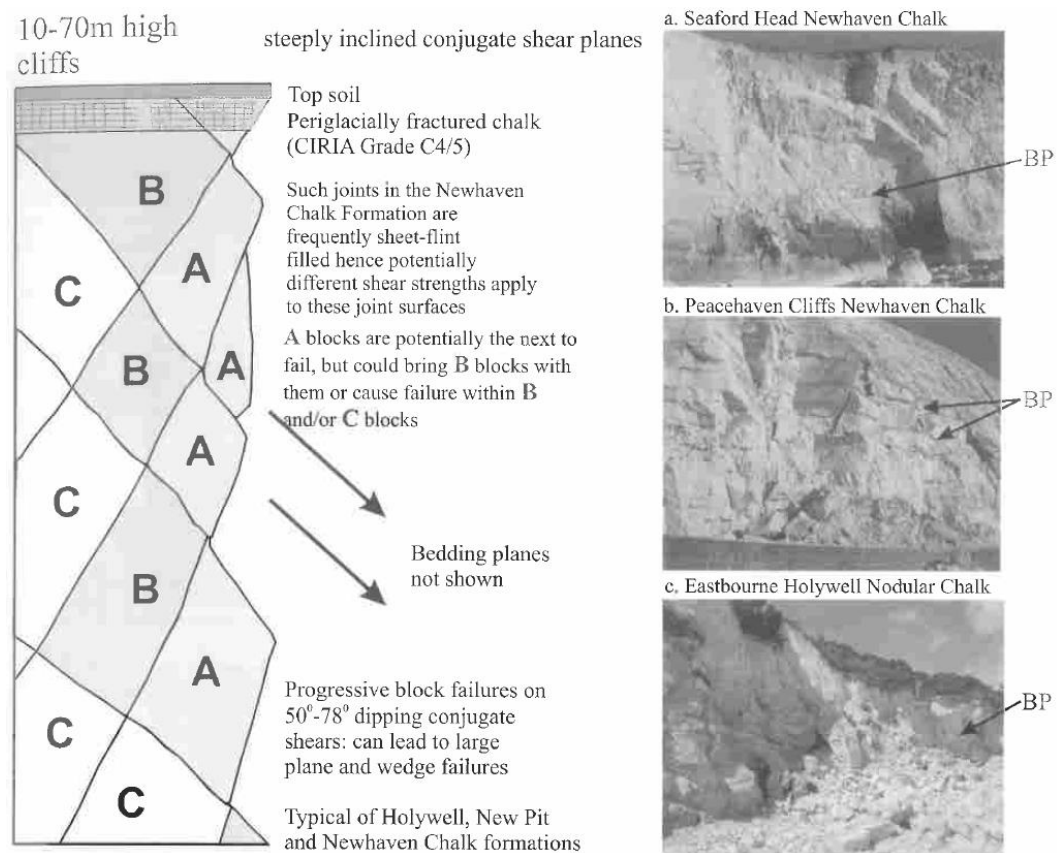 10-70m high
cliffs
steeply inclined conjugate shear planes
Top soil
Periglacially fractured chalk
(CIRIA Grade C4/5)
Such joints in the Newhaven
Chalk Formation are
frequently sheet-flint
filled hence potentially
different shear strengths apply
to these joint surfaces
A blocks are potentially the next to
fail, but could bring B blocks with
them or cause failure within B
and/or C blocks
Bedding planes
not shown
Progressive block failures on
50°-78° dipping conjugate
shears: can lead to large
plane and wedge failures
Typical of Holywell, New Pit
and Newhaven Chalk formations
B
A
C
B
A
A
C
B
A
C
C
a. Seaford Head Newhaven Chalk
BP
b. Peacehaven Cliffs Newhaven Chalk
BP
c. Eastbourne Holywell Nodular Chalk
BP